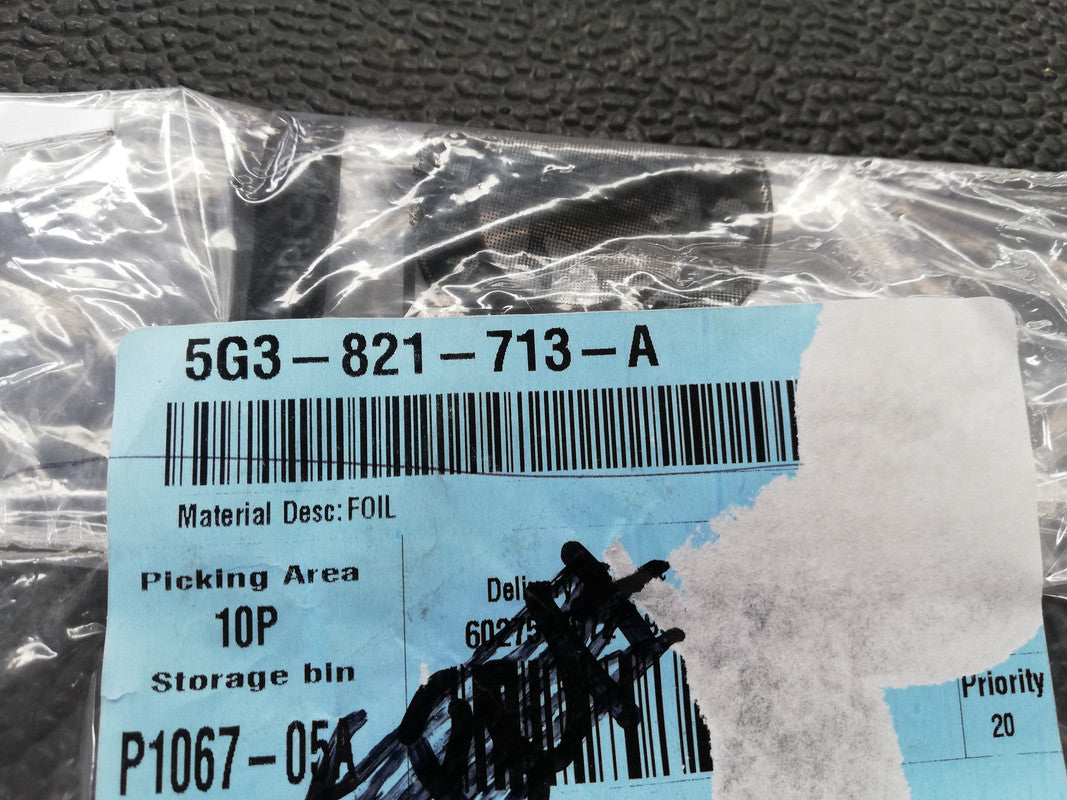 5G3-821-713-A
Material Desc:FOIL
Picking Area
10P
Storage bin
P1067-05A
Priority
20